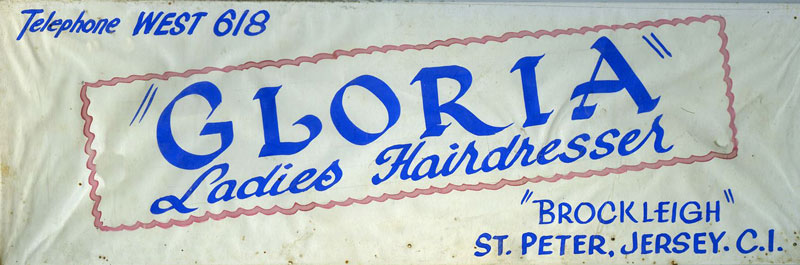 Telephone WEST 618
"GLORIA"
Ladies Hairdresser
"BROCKLEIGH"
ST. PETER, JERSEY. C.I.